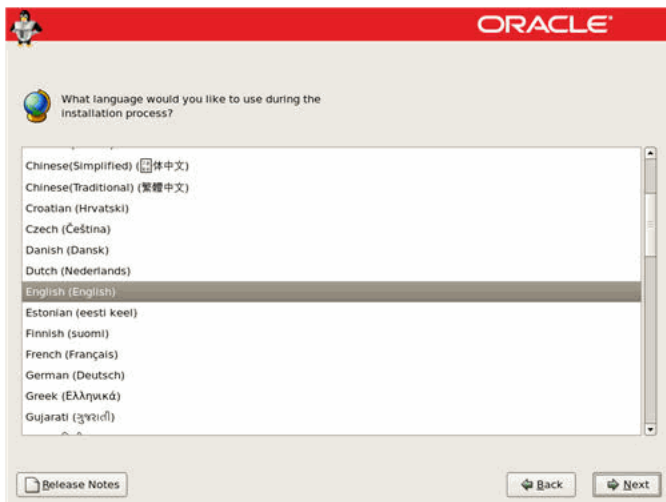 ORACLE
What language would you like to use during the
installation process?
Chinese(Simplified) (体中文)
Chinese(Traditional) (繁體中文)
Croatian (Hrvatski)
Czech (Čeština)
Danish (Dansk)
Dutch (Nederlands)
English (English)
Estonian (eesti keel)
Finnish (suomi)
French (Français)
German (Deutsch)
Greek (Ελληνικά)
Gujarati (ગુજરાતી)
Release Notes
Back
Next